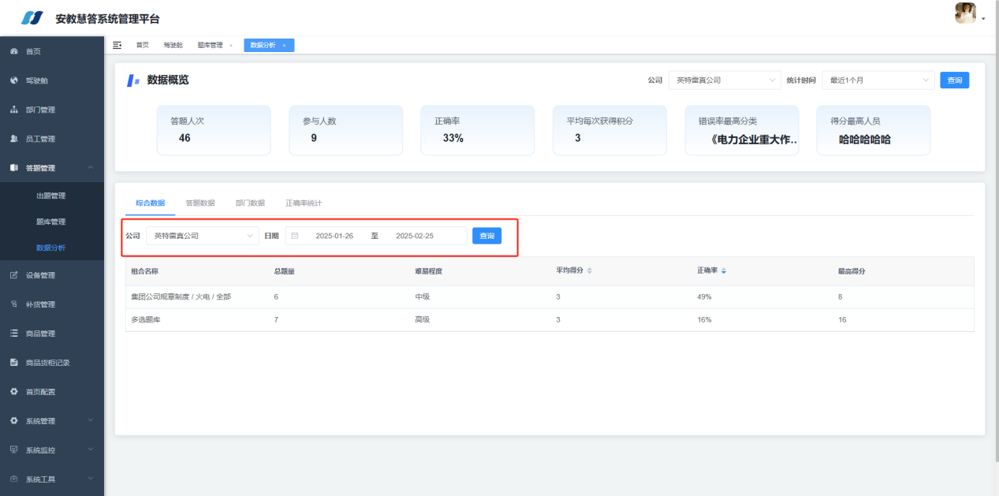 安教慧答系统管理平台
首页
驾驶舱
题库管理 ×
数据分析 ×
首页
驾驶舱
部门管理
员工管理
答题管理
出题管理
题库管理
数据分析
设备管理
补货管理
商品管理
商品货柜记录
首页配置
系统管理
系统监控
系统工具
数据概览
公司 英特雷真公司 统计时间 最近1个月 查询
答题人次 参与人数 正确率 平均每次获得积分 错误率最高分类 得分最高人员
46 9 33% 3 《电力企业重大作.. 哈哈哈哈哈
综合数据 答题数据 部门数据 正确率统计
公司 英特雷真公司 日期 2025-01-26 至 2025-02-25 查询
组合名称 总题量 难易程度 平均得分 正确率 最高得分
集团公司规章制度 / 火电 / 全部 6 中级 3 49% 8
多选题库 7 高级 3 16% 16